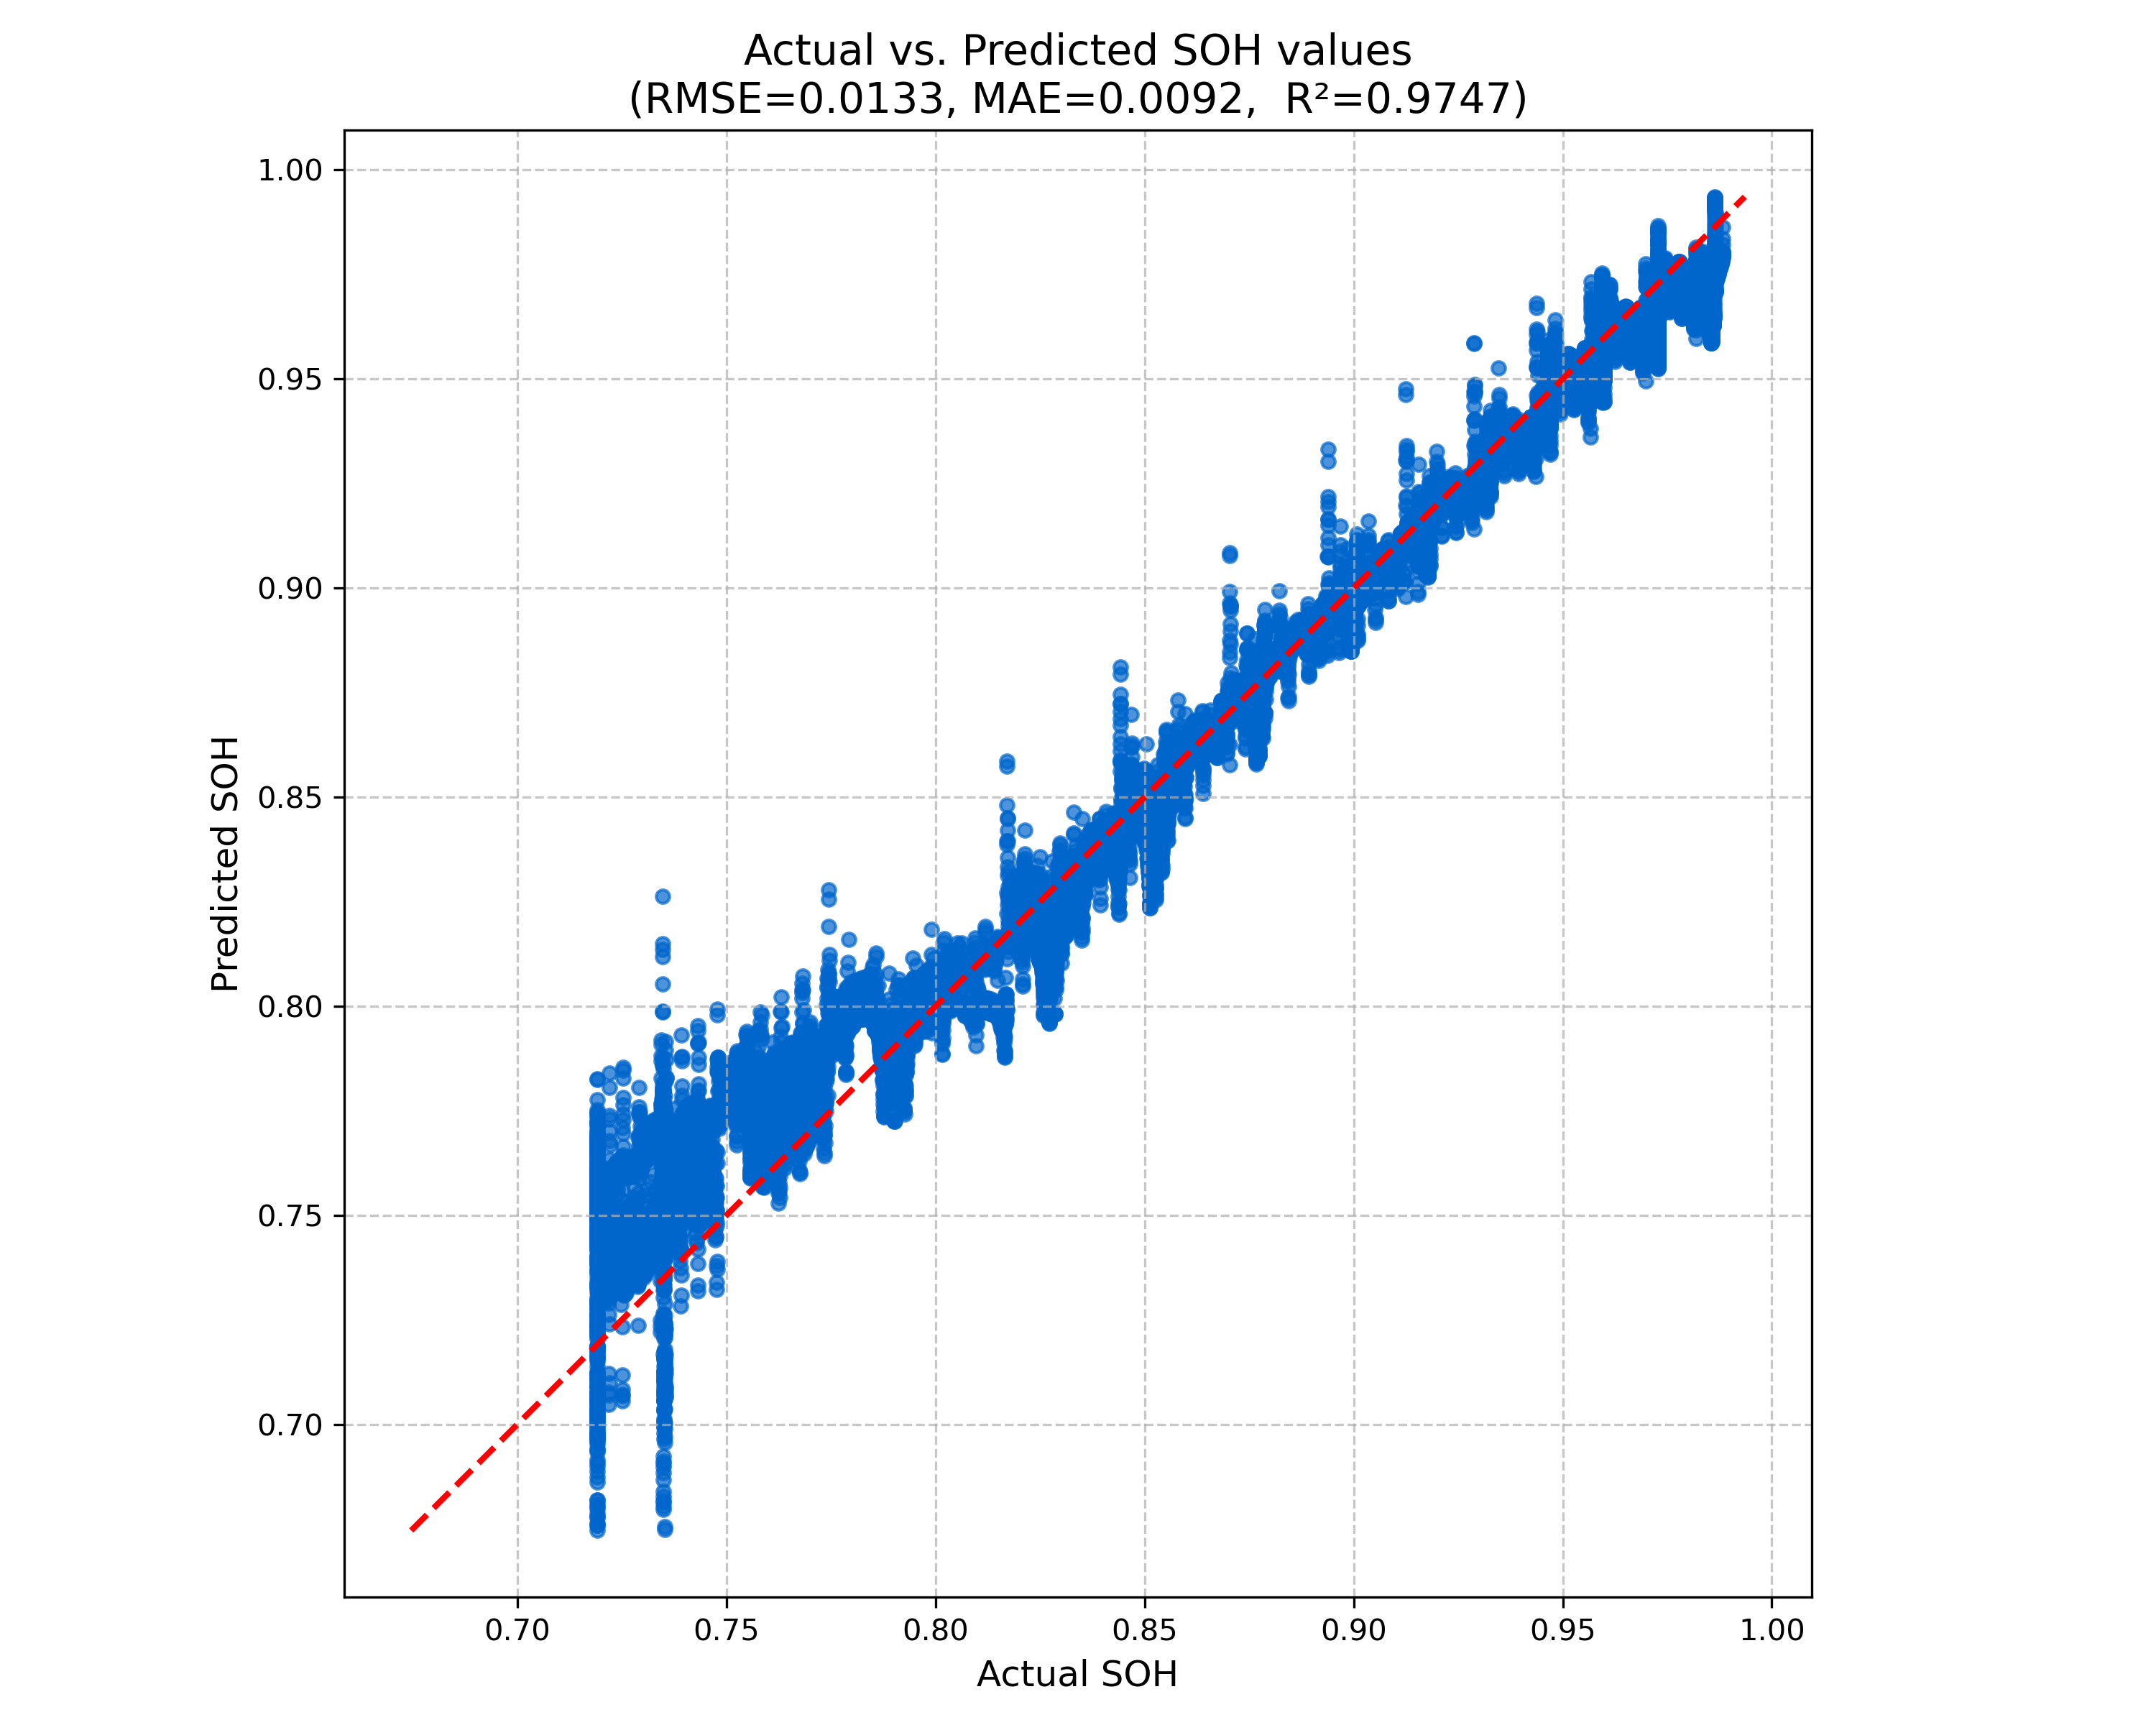 Actual vs. Predicted SOH values
(RMSE=0.0133, MAE=0.0092,  R²=0.9747)
1.00
0.95
0.90
0.85
0.80
0.75
0.70
Predicted SOH
0.70 0.75 0.80 0.85 0.90 0.95 1.00
Actual SOH